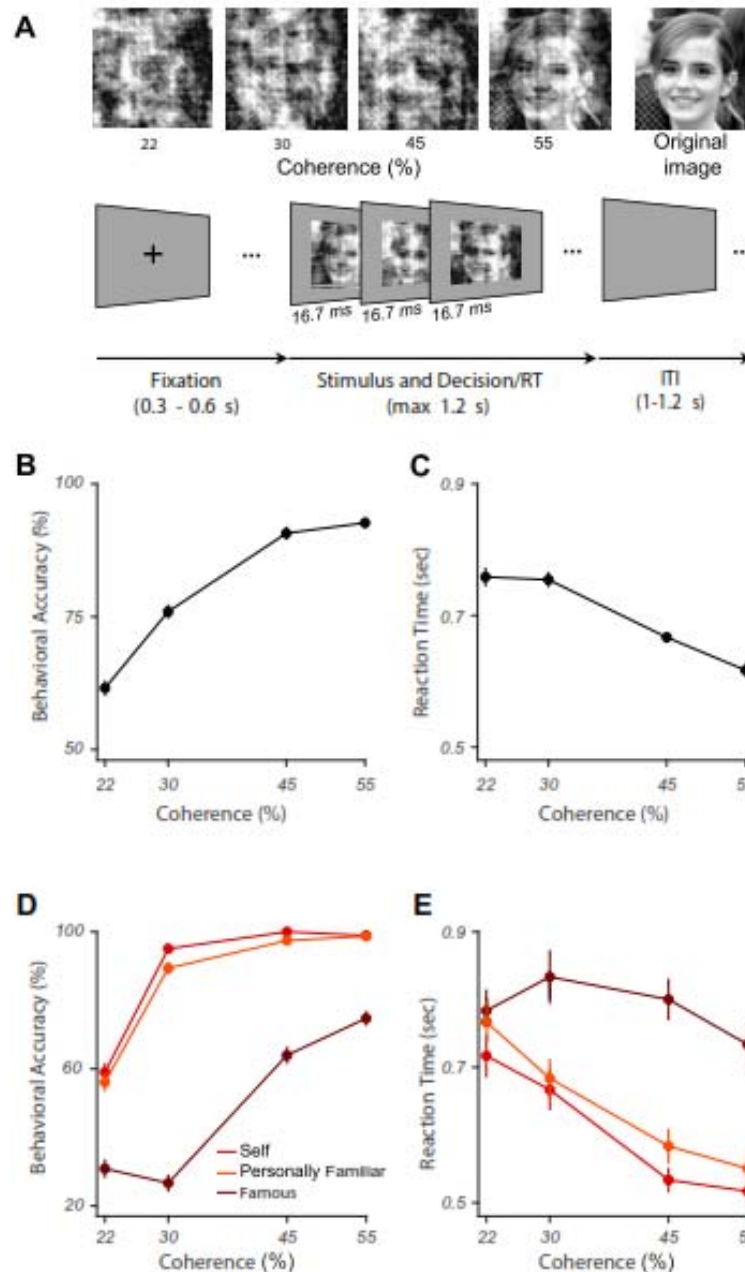 A
22 30 45 55 Original
Coherence (%) image
+
... ... ...
16.7 ms 16.7 ms 16.7 ms
Fixation Stimulus and Decision/RT ITI
(0.3 - 0.6 s) (max 1.2 s) (1-1.2 s)
B
100
75
50
Behavioral Accuracy (%)
22 30 45 55
Coherence (%)
C
0.9
0.7
0.5
Reaction Time (sec)
22 30 45
Coherence (%)
D
100
60
20
Behavioral Accuracy (%)
Self
Personally Familiar
Famous
22 30 45 55
Coherence (%)
E
0.9
0.7
0.5
Reaction Time (sec)
22 30 45
Coherence (%)